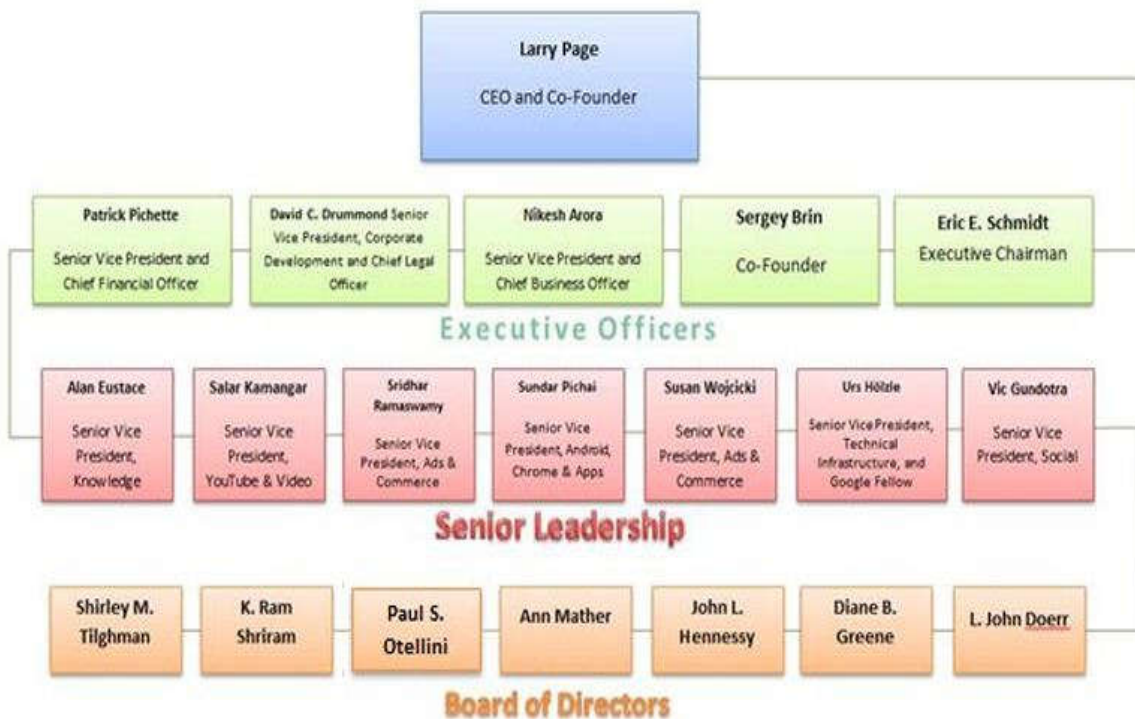 Larry Page
CEO and Co-Founder
Patrick Pichette
Senior Vice President and
Chief Financial Officer
David C. Drummond Senior
Vice President, Corporate
Development and Chief Legal
Officer
Nikesh Arora
Senior Vice President and
Chief Business Officer
Sergey Brin
Co-Founder
Eric E. Schmidt
Executive Chairman
Executive Officers
Alan Eustace
Senior Vice
President,
Knowledge
Salar Kamangar
Senior Vice
President,
YouTube & Video
Sridhar
Ramaswamy
Senior Vice
President, Ads &
Commerce
Sundar Pichai
Senior Vice
President, Android,
Chrome & Apps
Susan Wojcicki
Senior Vice
President, Ads &
Commerce
Urs Hölzle
Senior Vice President,
Technical
Infrastructure, and
Google Fellow
Vic Gundotra
Senior Vice
President, Social
Senior Leadership
Shirley M.
Tilghman
K. Ram
Shriram
Paul S.
Otellini
Ann Mather
John L.
Hennessy
Diane B.
Greene
L. John Doerr
Board of Directors